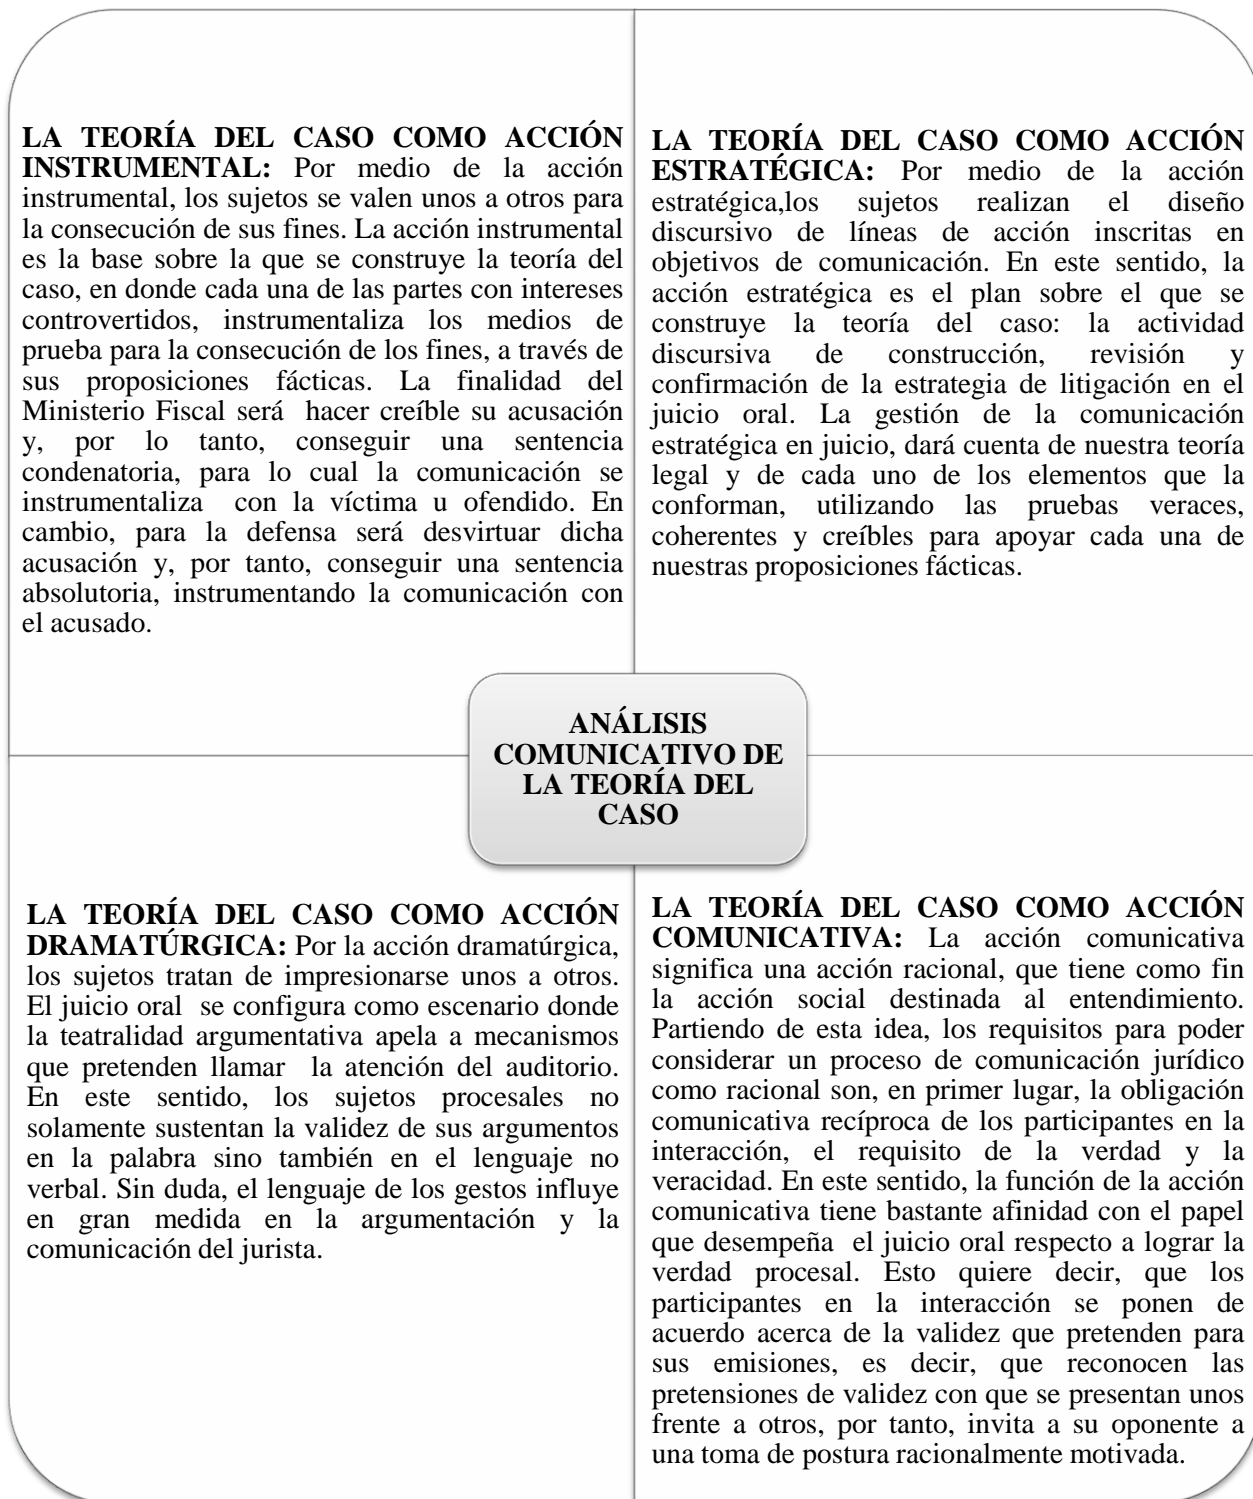 LA TEORÍA DEL CASO COMO ACCIÓN
INSTRUMENTAL: Por medio de la acción
instrumental, los sujetos se valen unos a otros para
la consecución de sus fines. La acción instrumental
es la base sobre la que se construye la teoría del
caso, en donde cada una de las partes con intereses
controvertidos, instrumentaliza los medios de
prueba para la consecución de los fines, a través de
sus proposiciones fácticas. La finalidad del
Ministerio Fiscal será hacer creíble su acusación
y, por lo tanto, conseguir una sentencia
condenatoria, para lo cual la comunicación se
instrumentaliza con la víctima u ofendido. En
cambio, para la defensa será desvirtuar dicha
acusación y, por tanto, conseguir una sentencia
absolutoria, instrumentando la comunicación con
el acusado.
LA TEORÍA DEL CASO COMO ACCIÓN
ESTRATÉGICA: Por medio de la acción
estratégica,los sujetos realizan el diseño
discursivo de líneas de acción inscritas en
objetivos de comunicación. En este sentido, la
acción estratégica es el plan sobre el que se
construye la teoría del caso: la actividad
discursiva de construcción, revisión y
confirmación de la estrategia de litigación en el
juicio oral. La gestión de la comunicación
estratégica en juicio, dará cuenta de nuestra teoría
legal y de cada uno de los elementos que la
conforman, utilizando las pruebas veraces,
coherentes y creíbles para apoyar cada una de
nuestras proposiciones fácticas.
ANÁLISIS
COMUNICATIVO DE
LA TEORÍA DEL
CASO
LA TEORÍA DEL CASO COMO ACCIÓN
DRAMATÚRGICA: Por la acción dramatúrgica,
los sujetos tratan de impresionarse unos a otros.
El juicio oral se configura como escenario donde
la teatralidad argumentativa apela a mecanismos
que pretenden llamar la atención del auditorio.
En este sentido, los sujetos procesales no
solamente sustentan la validez de sus argumentos
en la palabra sino también en el lenguaje no
verbal. Sin duda, el lenguaje de los gestos influye
en gran medida en la argumentación y la
comunicación del jurista.
LA TEORÍA DEL CASO COMO ACCIÓN
COMUNICATIVA: La acción comunicativa
significa una acción racional, que tiene como fin
la acción social destinada al entendimiento.
Partiendo de esta idea, los requisitos para poder
considerar un proceso de comunicación jurídico
como racional son, en primer lugar, la obligación
comunicativa recíproca de los participantes en la
interacción, el requisito de la verdad y la
veracidad. En este sentido, la función de la acción
comunicativa tiene bastante afinidad con el papel
que desempeña el juicio oral respecto a lograr la
verdad procesal. Esto quiere decir, que los
participantes en la interacción se ponen de
acuerdo acerca de la validez que pretenden para
sus emisiones, es decir, que reconocen las
pretensiones de validez con que se presentan unos
frente a otros, por tanto, invita a su oponente a
una toma de postura racionalmente motivada.